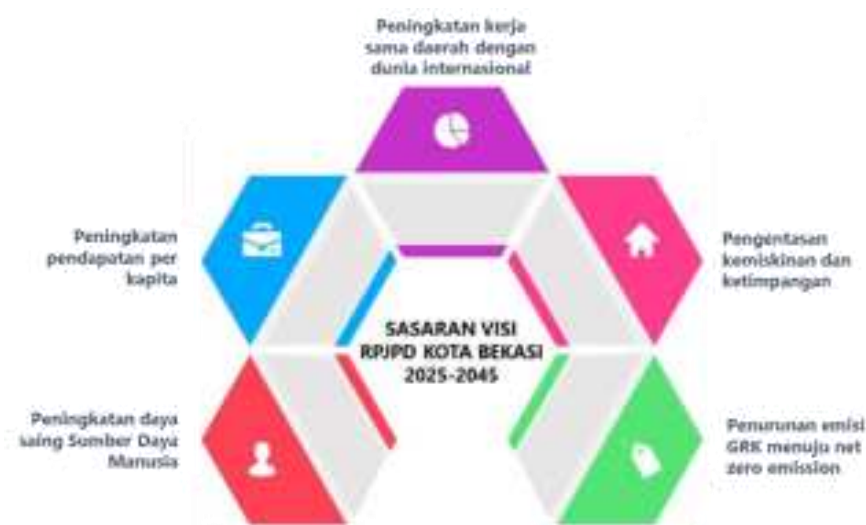 Peningkatan kerja
sama daerah dengan
dunia internasional
Peningkatan
pendapatan per
kapita
Pengentasan
kemiskinan dan
ketimpangan
SASARAN VISI
RPJPD KOTA BEKASI
2025-2045
Peningkatan daya
saing Sumber Daya
Manusia
Penurunan emisi
GRK menuju net
zero emission